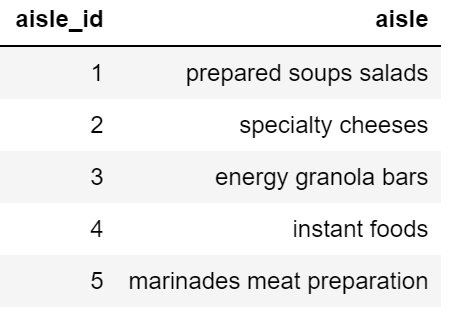 aisle_id aisle
1 prepared soups salads
2 specialty cheeses
3 energy granola bars
4 instant foods
5 marinades meat preparation